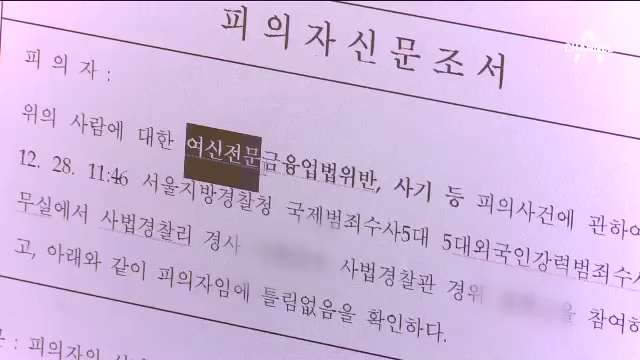 피의자신문조서
피 의 자 :
위의 사람에 대한 여신전문금융업법위반, 사기 등 피의사건에 관하여
12. 28. 11:46 서울지방경찰청 국제범죄수사5대 5대외국인강력범죄수사
무실에서 사법경찰리 경사 사법경찰관 경위 을 참여하
고, 아래와 같이 피의자임에 틀림없음을 확인하다.
: 피의자의